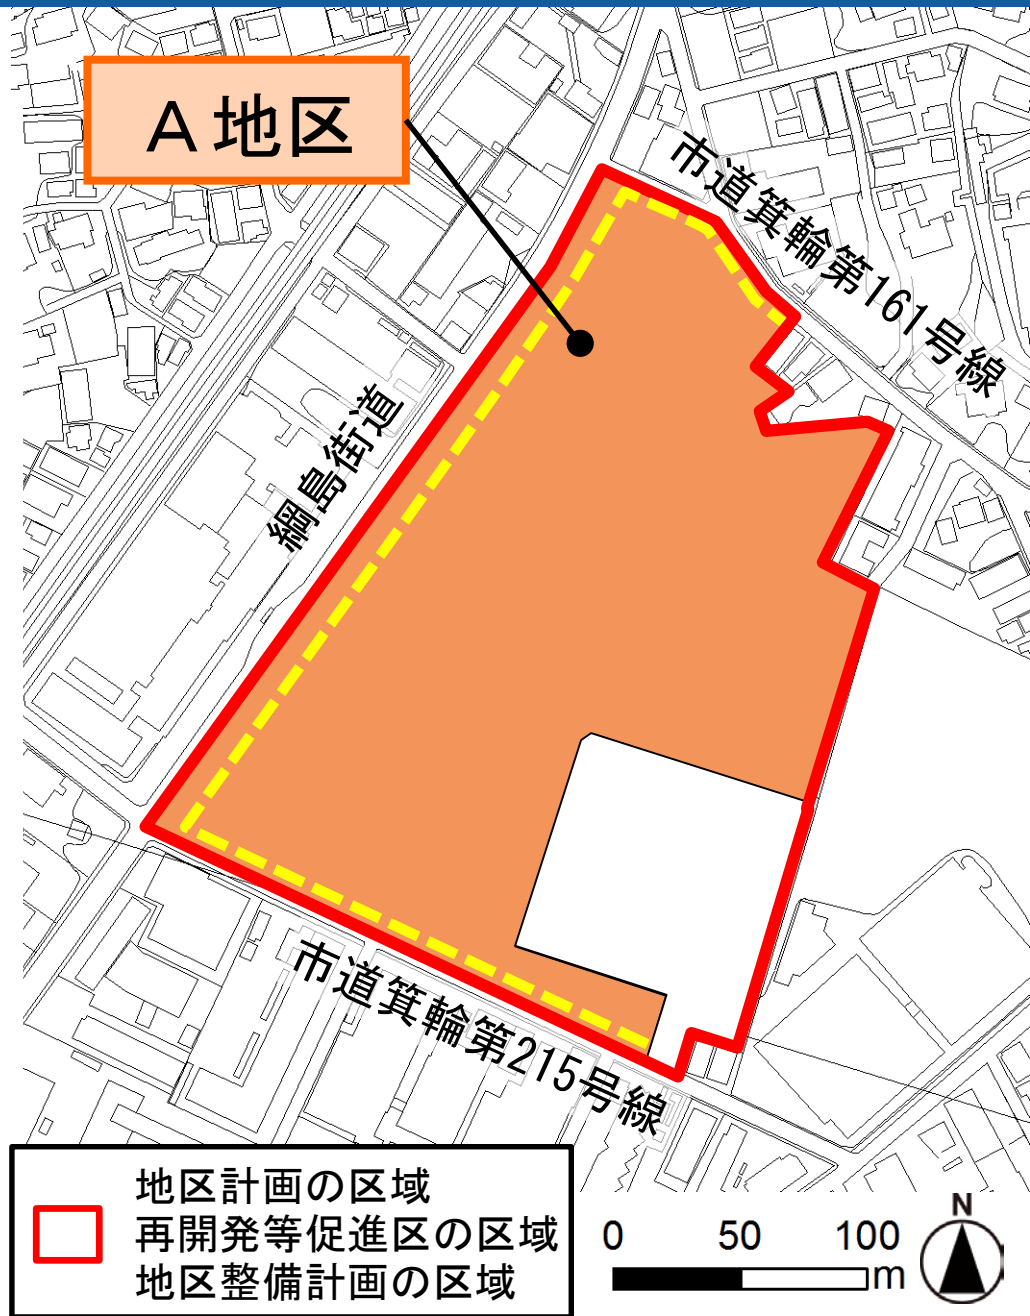 A地区
市道箕輪第161号線
綱島街道
市道箕輪第215号線
地区計画の区域
再開発等促進区の区域
地区整備計画の区域
0 50 100
m
N